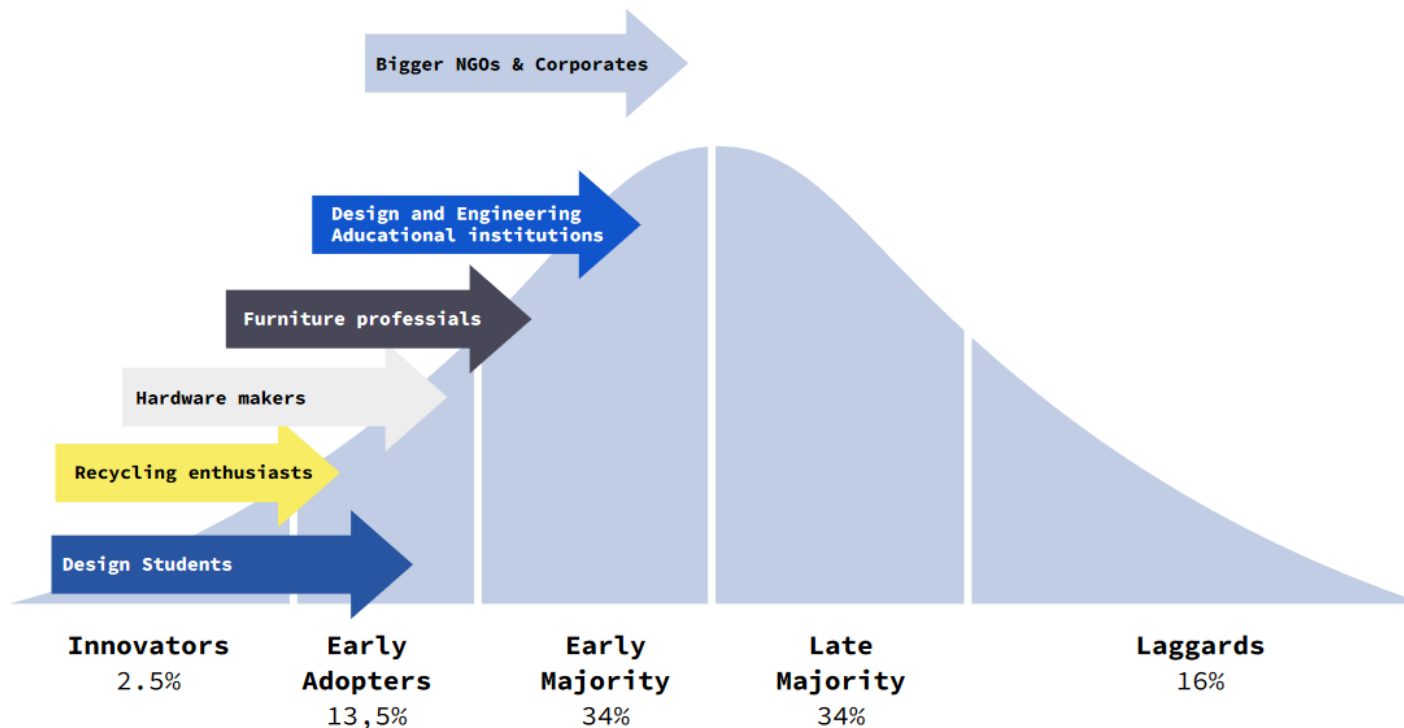 Bigger NGOs & Corporates
Design and Engineering
Aducational institutions
Furniture professials
Hardware makers
Recycling enthusiasts
Design Students
Innovators
2.5%
Early
Adopters
13,5%
Early
Majority
34%
Late
Majority
34%
Laggards
16%